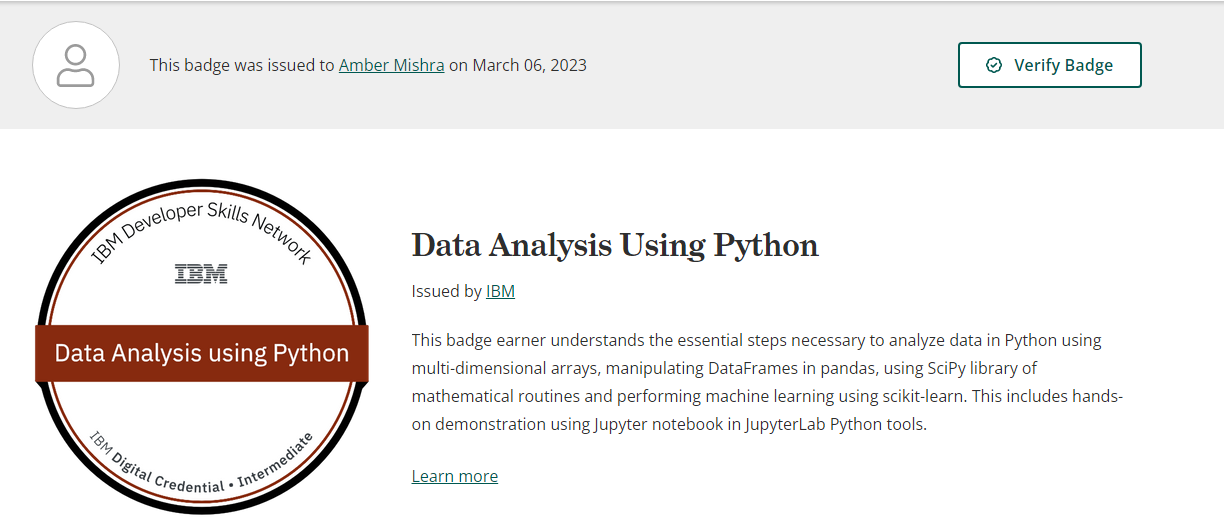 This badge was issued to Amber Mishra on March 06, 2023
Verify Badge
IBM Developer Skills Network
IBM
Data Analysis using Python
IBM Digital Credential • Intermediate
Data Analysis Using Python
Issued by IBM
This badge earner understands the essential steps necessary to analyze data in Python using
multi-dimensional arrays, manipulating DataFrames in pandas, using SciPy library of
mathematical routines and performing machine learning using scikit-learn. This includes hands-
on demonstration using Jupyter notebook in JupyterLab Python tools.
Learn more